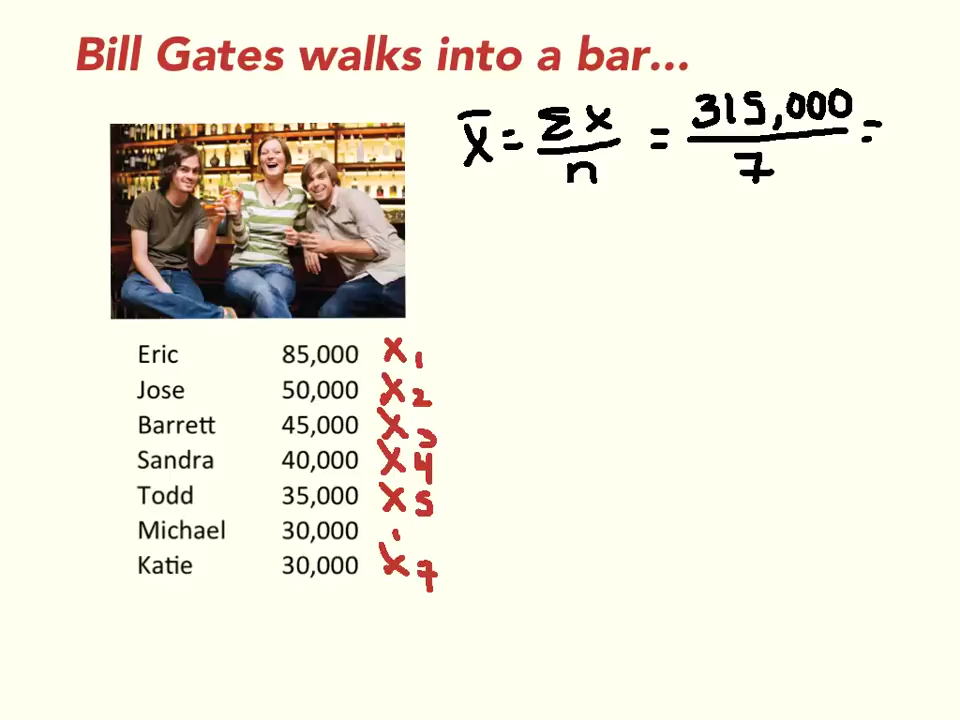 Bill Gates walks into a bar...
x̄ = Σx / n = 315,000 / 7 =
Eric 85,000 x1
Jose 50,000 x2
Barrett 45,000 x3
Sandra 40,000 x4
Todd 35,000 x5
Michael 30,000
Katie 30,000 x7